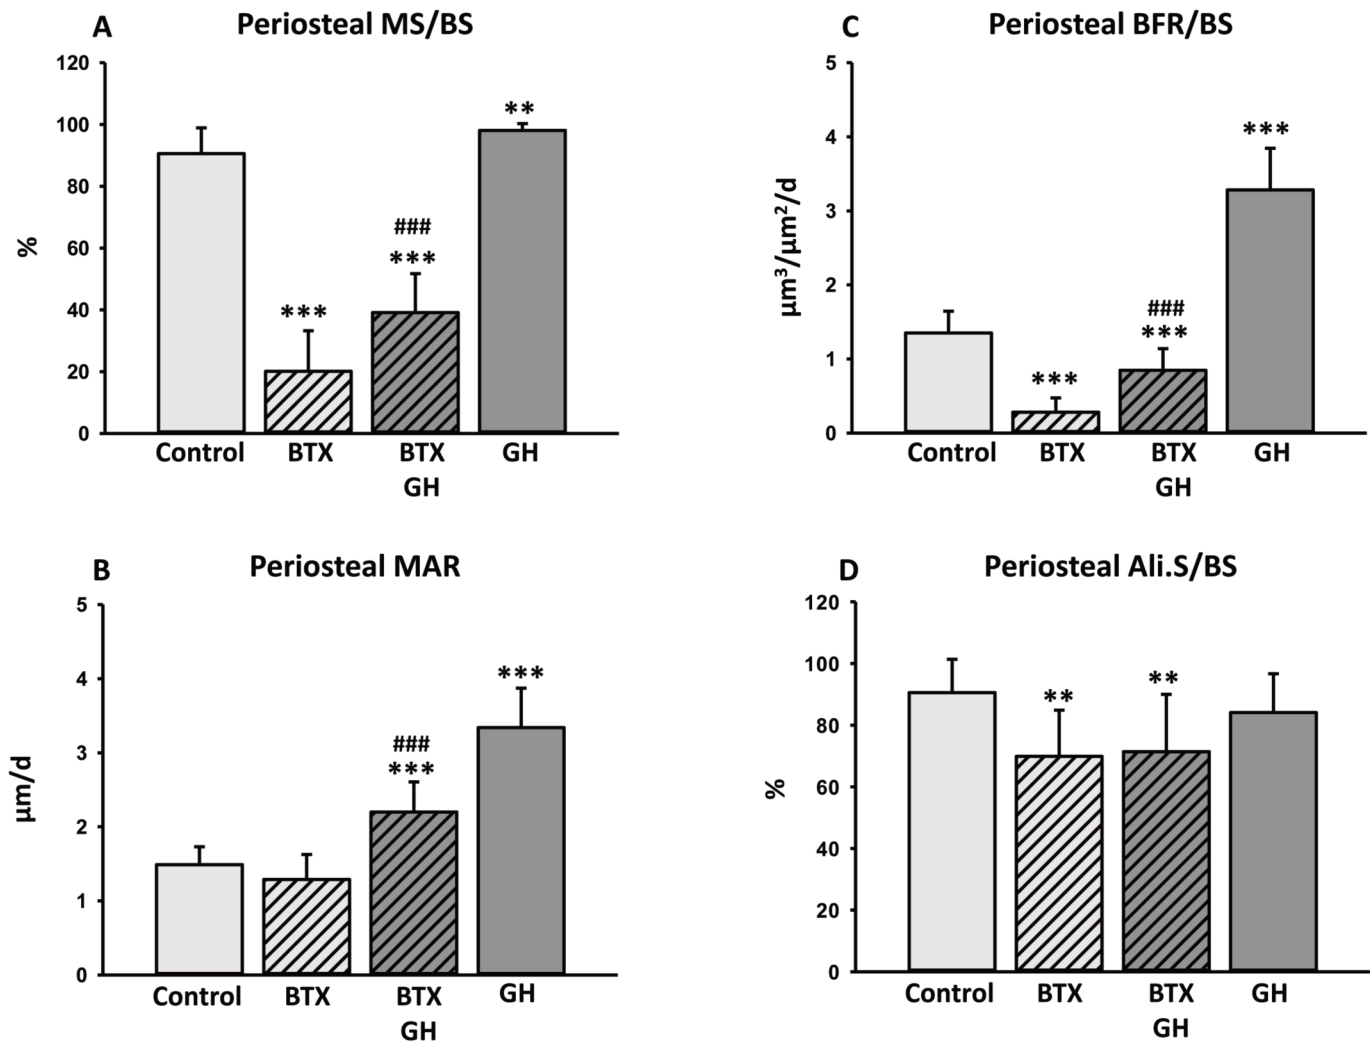 A Periosteal MS/BS
120
100
80
60
40
20
0
%
***
###
***
**
Control BTX BTX GH
GH
C Periosteal BFR/BS
5
4
3
2
1
0
µm³/µm²/d
***
###
***
***
Control BTX BTX GH
GH
B Periosteal MAR
5
4
3
2
1
0
µm/d
###
***
***
Control BTX BTX GH
GH
D Periosteal Ali.S/BS
120
100
80
60
40
20
0
%
**
**
Control BTX BTX GH
GH